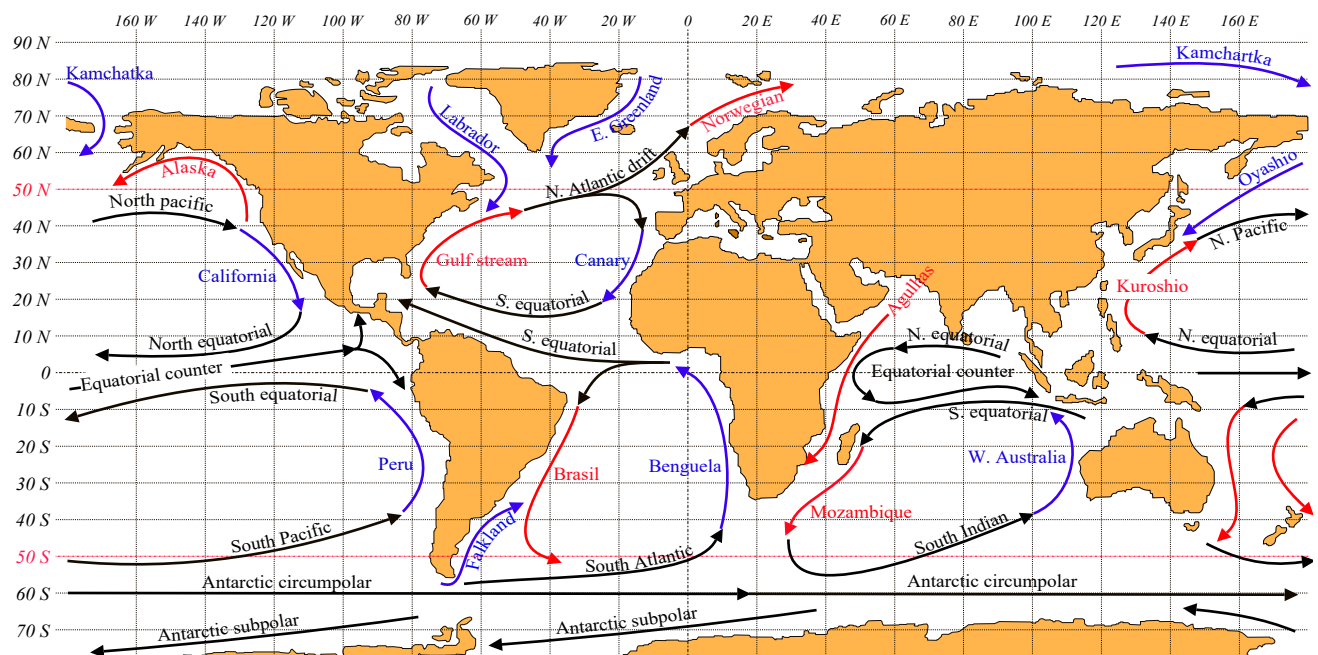 160 W 140 W 120 W 100 W 80 W 60 W 40 W 20 W 0 20 E 40 E 60 E 80 E 100 E 120 E 140 E 160 E
90 N
Kamchartka
Kamchatka
80 N
E. Greenland
Norwegian
70 N
Labrador
60 N
N. Atlantic drift
Oyashio
Alaska
50 N
North pacific
40 N
N. Pacific
Gulf stream
Canary
30 N
California
Agulhas
Kuroshio
20 N
S. equatorial
10 N
North equatorial
S. equatorial
N. equatorial
N. equatorial
0
Equatorial counter
Equatorial counter
South equatorial
10 S
S. equatorial
20 S
Peru
Brasil
Benguela
W. Australia
30 S
Mozambique
40 S
South Pacific
Falkland
South Indian
50 S
South Atlantic
Antarctic circumpolar
Antarctic circumpolar
60 S
Antarctic subpolar
Antarctic subpolar
70 S